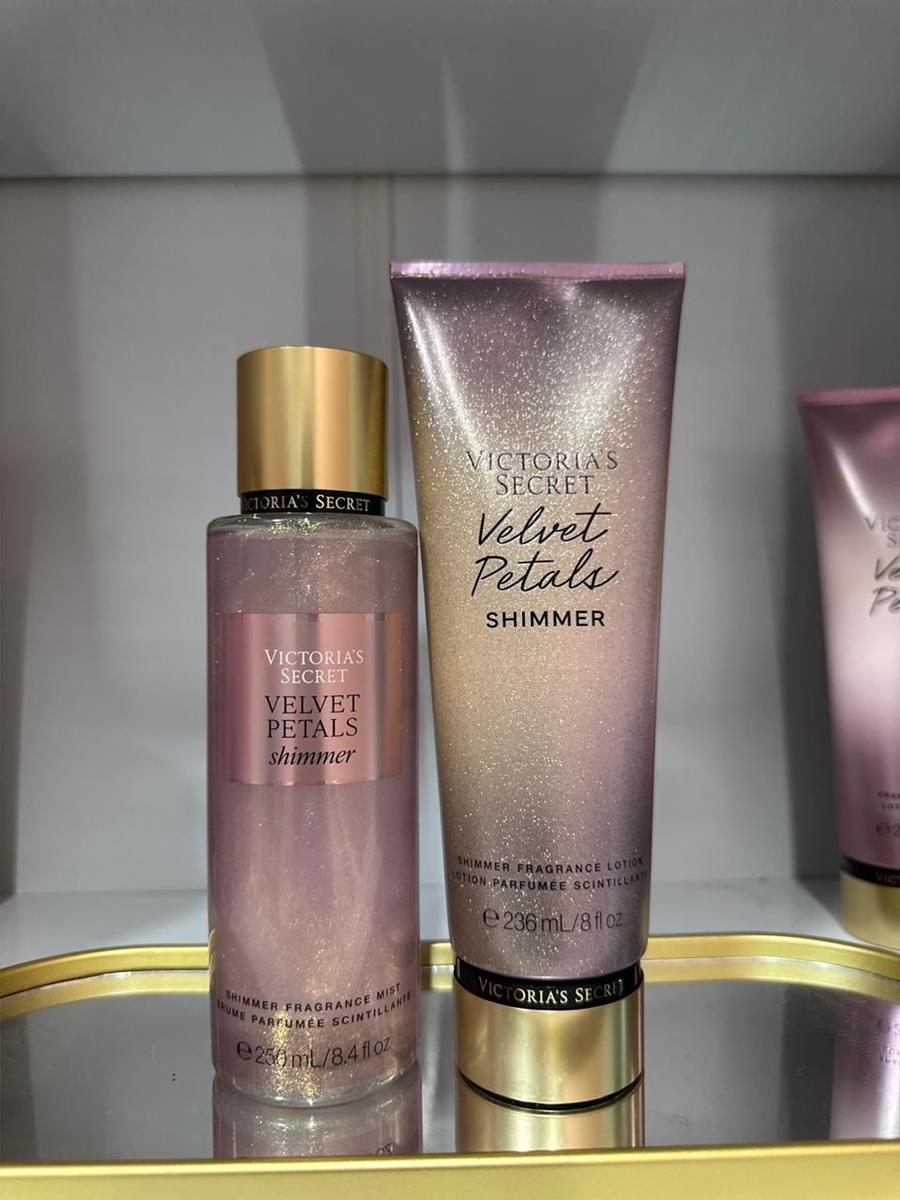 VICTORIA'S SECRET
VICTORIA'S
SECRET
VELVET
PETALS
shimmer
SHIMMER FRAGRANCE MIST
BRUME PARFUMÉE SCINTILLANTE
℮250 mL/8.4 fl oz
VICTORIA'S
SECRET
Velvet
Petals
SHIMMER
SHIMMER FRAGRANCE LOTION
LOTION PARFUMÉE SCINTILLANTE
℮236 mL/8 fl oz
VICTORIA'S SECRET